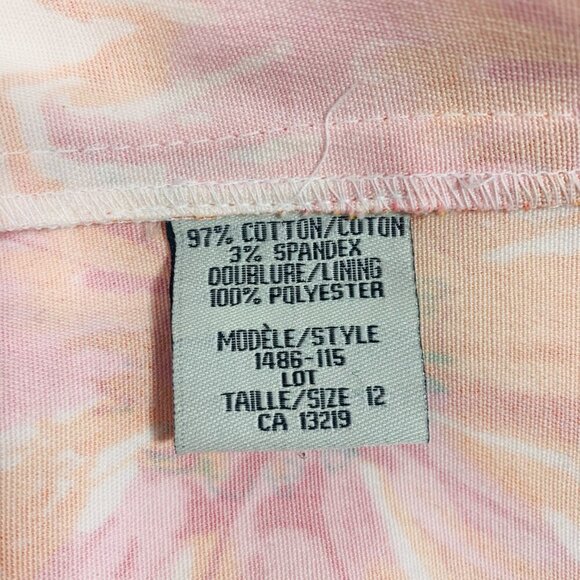 97% COTTON/COTON
3% SPANDEX
DOUBLURE/LINING
100% POLYESTER
MODÈLE/STYLE
1486-115
LOT
TAILLE/SIZE 12
CA 13219